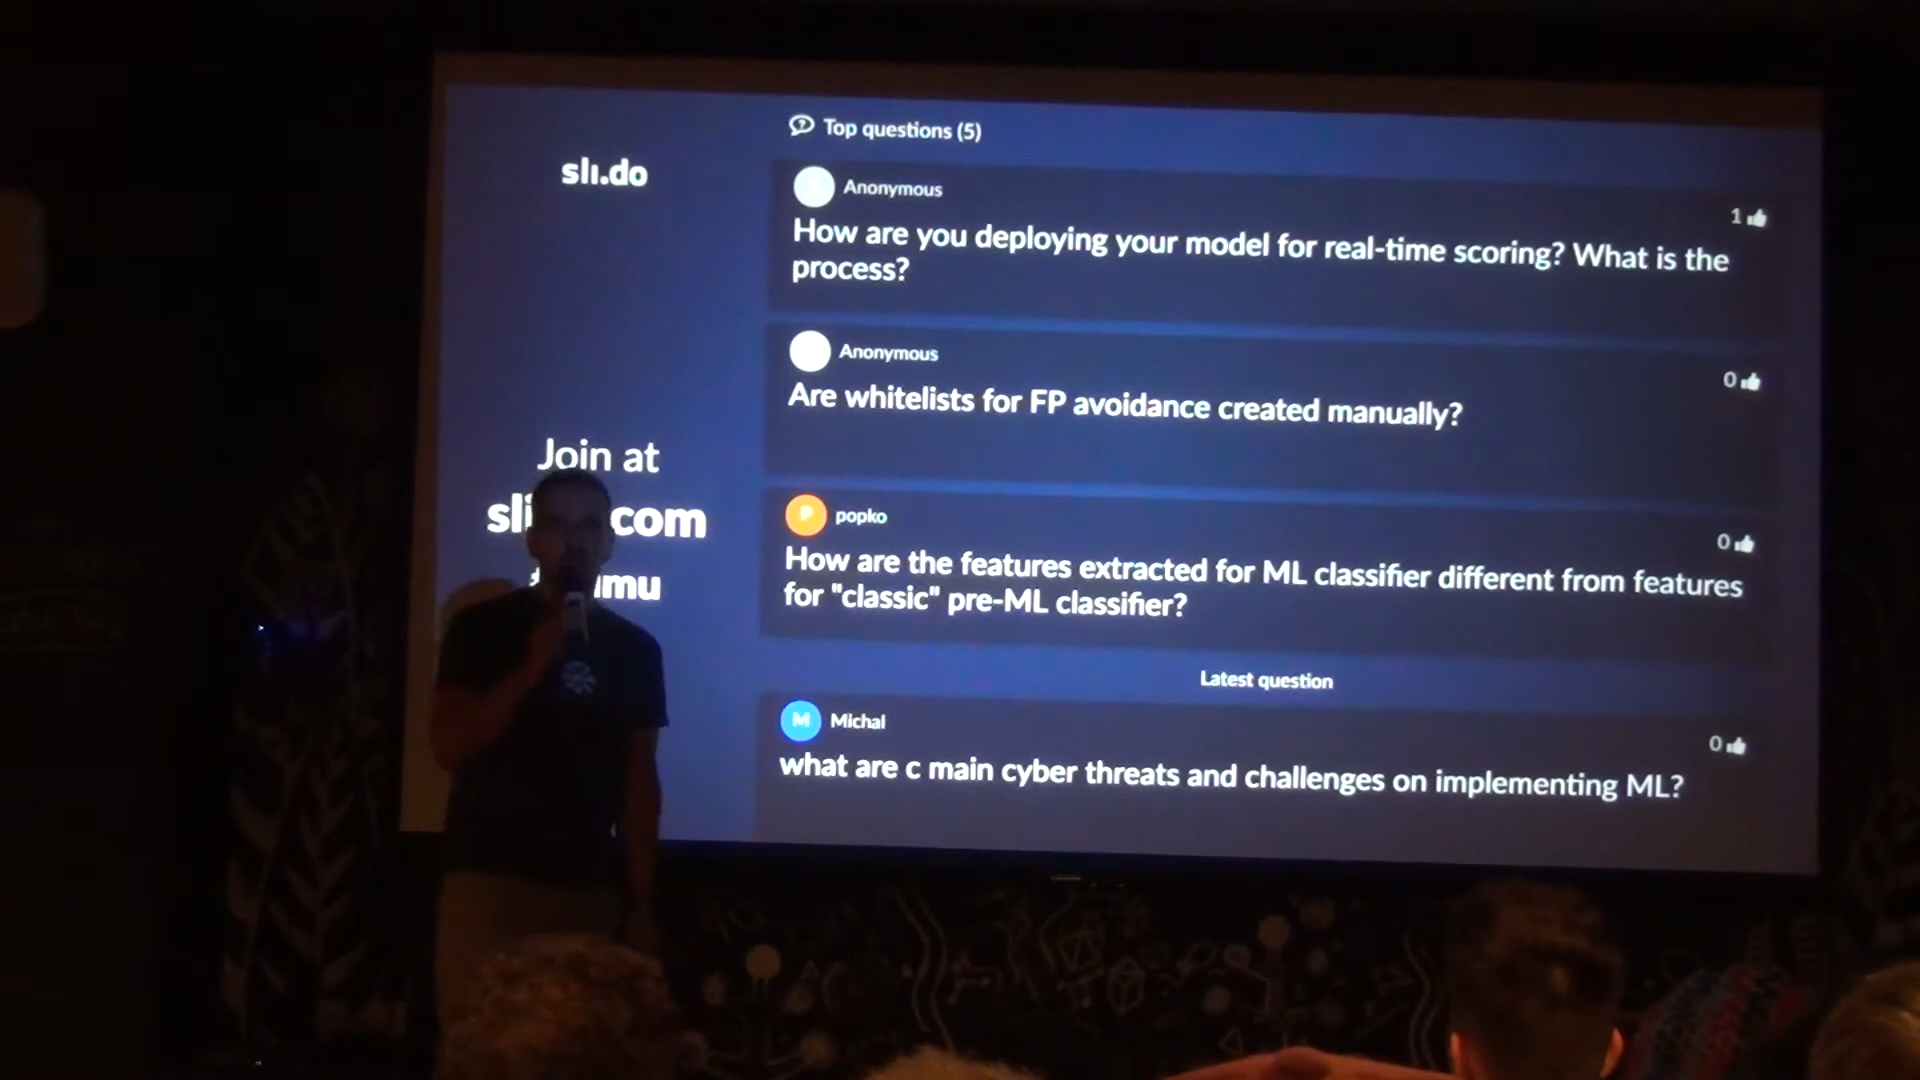 sli.do
Join at
sli com
mu
Top questions (5)
Anonymous
1
How are you deploying your model for real-time scoring? What is the
process?
Anonymous
0
Are whitelists for FP avoidance created manually?
P
popko
0
How are the features extracted for ML classifier different from features
for "classic" pre-ML classifier?
Latest question
M
Michal
0
what are c main cyber threats and challenges on implementing ML?